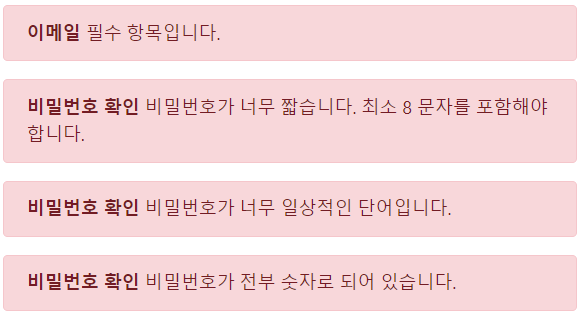 이메일 필수 항목입니다.
비밀번호 확인 비밀번호가 너무 짧습니다. 최소 8 문자를 포함해야
합니다.
비밀번호 확인 비밀번호가 너무 일상적인 단어입니다.
비밀번호 확인 비밀번호가 전부 숫자로 되어 있습니다.